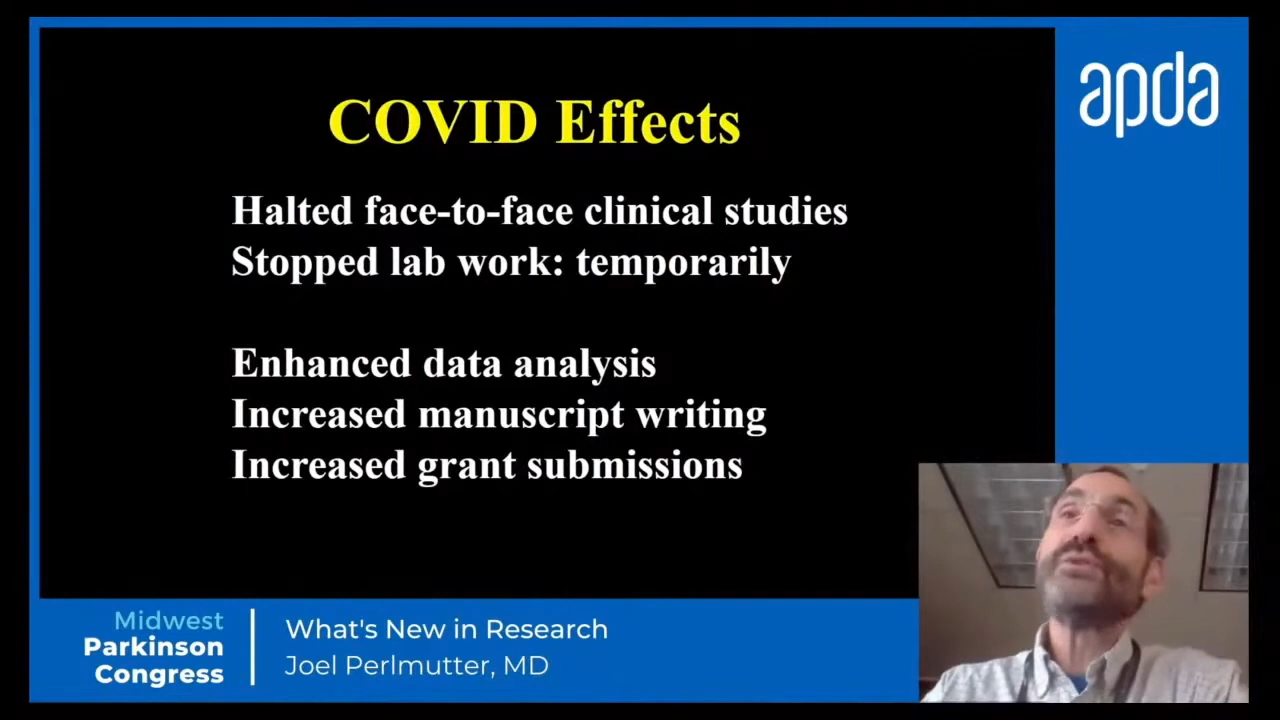 COVID Effects
Halted face-to-face clinical studies
Stopped lab work: temporarily
Enhanced data analysis
Increased manuscript writing
Increased grant submissions
apda
Midwest
Parkinson
Congress
What's New in Research
Joel Perlmutter, MD